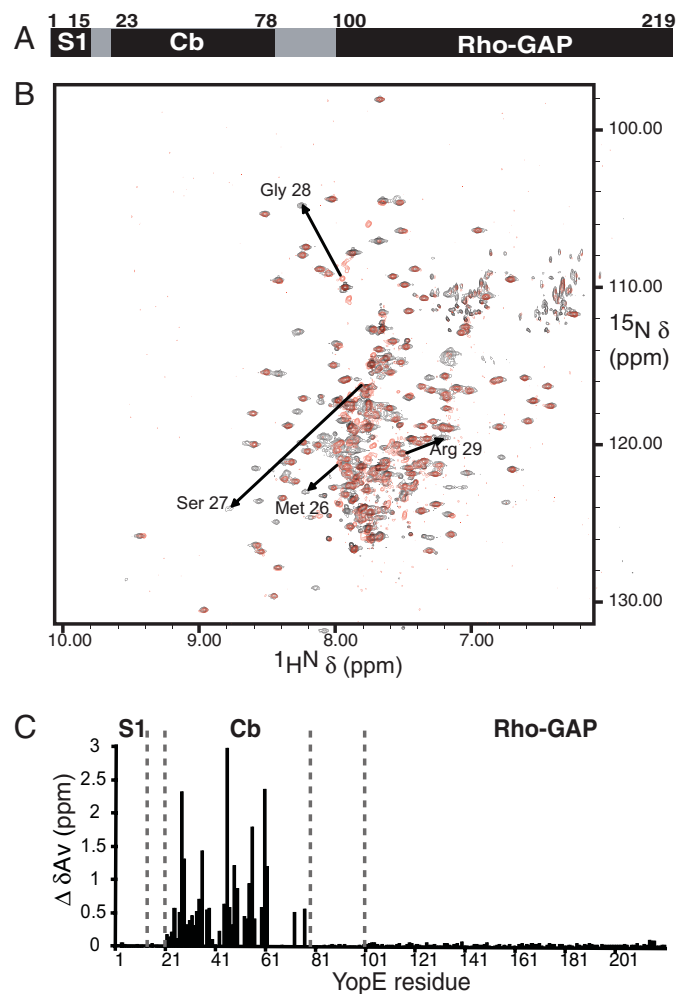 A
1 15 23 78 100 219
S1 Cb Rho-GAP
B
Gly 28
100.00
110.00
15N δ
(ppm)
120.00
Arg 29
Ser 27
Met 26
130.00
10.00 9.00 8.00 7.00
1HN δ (ppm)
C
S1 Cb Rho-GAP
3
2.5
2
1.5
1
0.5
0
Δ δAv (ppm)
1 21 41 61 81 101 121 141 161 181 201
YopE residue